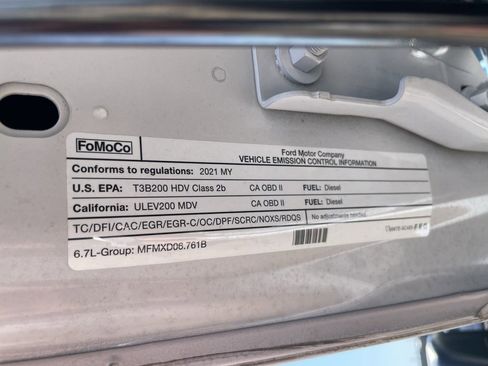 FoMoCo
Ford Motor Company
VEHICLE EMISSION CONTROL INFORMATION
Conforms to regulations: 2021 MY
U.S. EPA: T3B200 HDV Class 2b CA OBD II FUEL: Diesel
California: ULEV200 MDV CA OBD II FUEL: Diesel
TC/DFI/CAC/EGR/EGR-C/OC/DPF/SCRC/NOXS/RDQS No adjustments needed.
6.7L-Group: MFMXD06.761B